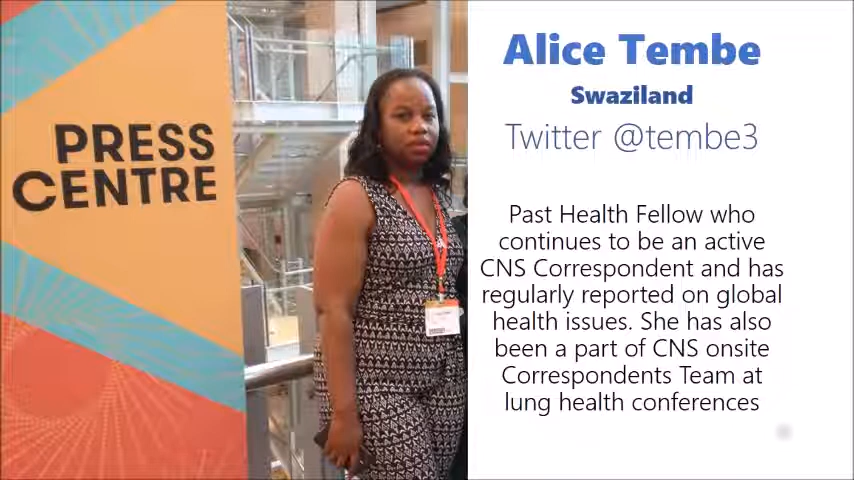 PRESS
CENTRE
Alice Tembe
Swaziland
Twitter @tembe3
Past Health Fellow who
continues to be an active
CNS Correspondent and has
regularly reported on global
health issues. She has also
been a part of CNS onsite
Correspondents Team at
lung health conferences